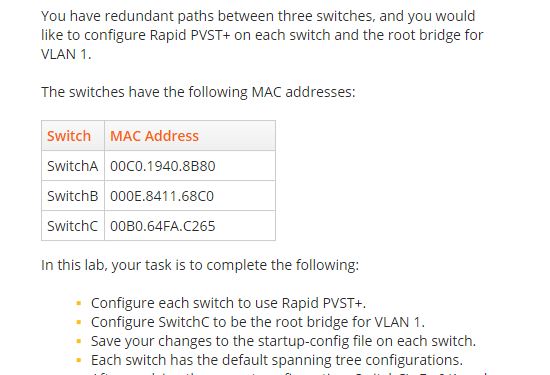 You have redundant paths between three switches, and you would
like to configure Rapid PVST+ on each switch and the root bridge for
VLAN 1.
The switches have the following MAC addresses:
Switch MAC Address
SwitchA 00C0.1940.8B80
SwitchB 000E.8411.68C0
SwitchC 00B0.64FA.C265
In this lab, your task is to complete the following:
Configure each switch to use Rapid PVST+.
Configure SwitchC to be the root bridge for VLAN 1.
Save your changes to the startup-config file on each switch.
Each switch has the default spanning tree configurations.